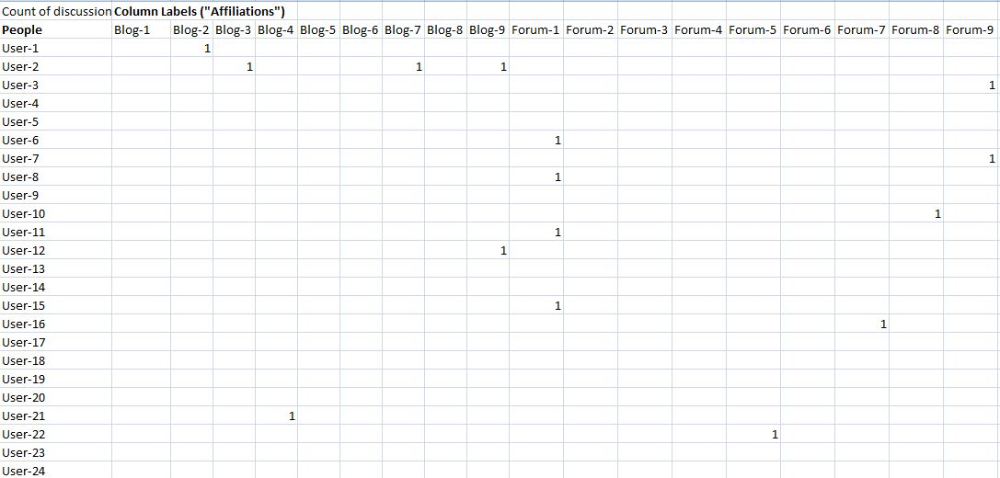 Count of discussion Column Labels ("Affiliations")
People Blog-1 Blog-2 Blog-3 Blog-4 Blog-5 Blog-6 Blog-7 Blog-8 Blog-9 Forum-1 Forum-2 Forum-3 Forum-4 Forum-5 Forum-6 Forum-7 Forum-8 Forum-9
User-1 1
User-2 1 1 1
User-3 1
User-4
User-5
User-6 1
User-7 1
User-8 1
User-9
User-10 1
User-11 1
User-12 1
User-13
User-14
User-15 1
User-16 1
User-17
User-18
User-19
User-20
User-21 1
User-22 1
User-23
User-24